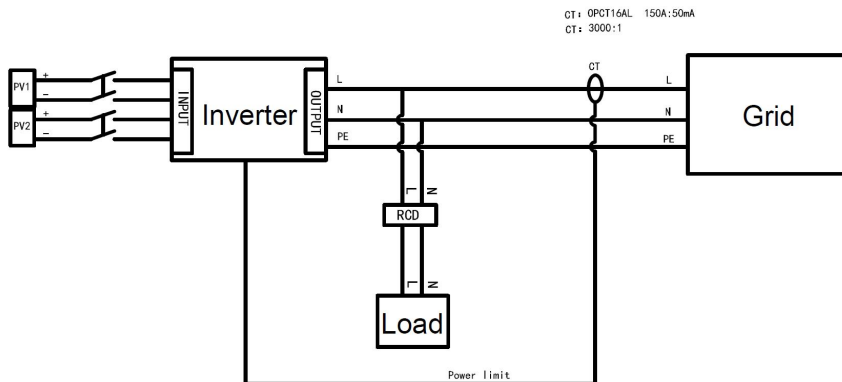 CT: OPCT16AL 150A:50mA
CT: 3000:1
CT
PV1
+
-
PV2
+
-
INPUT
Inverter
OUTPUT
L
N
PE
L
N
PE
Grid
L
N
RCD
L
N
Load
Power limit